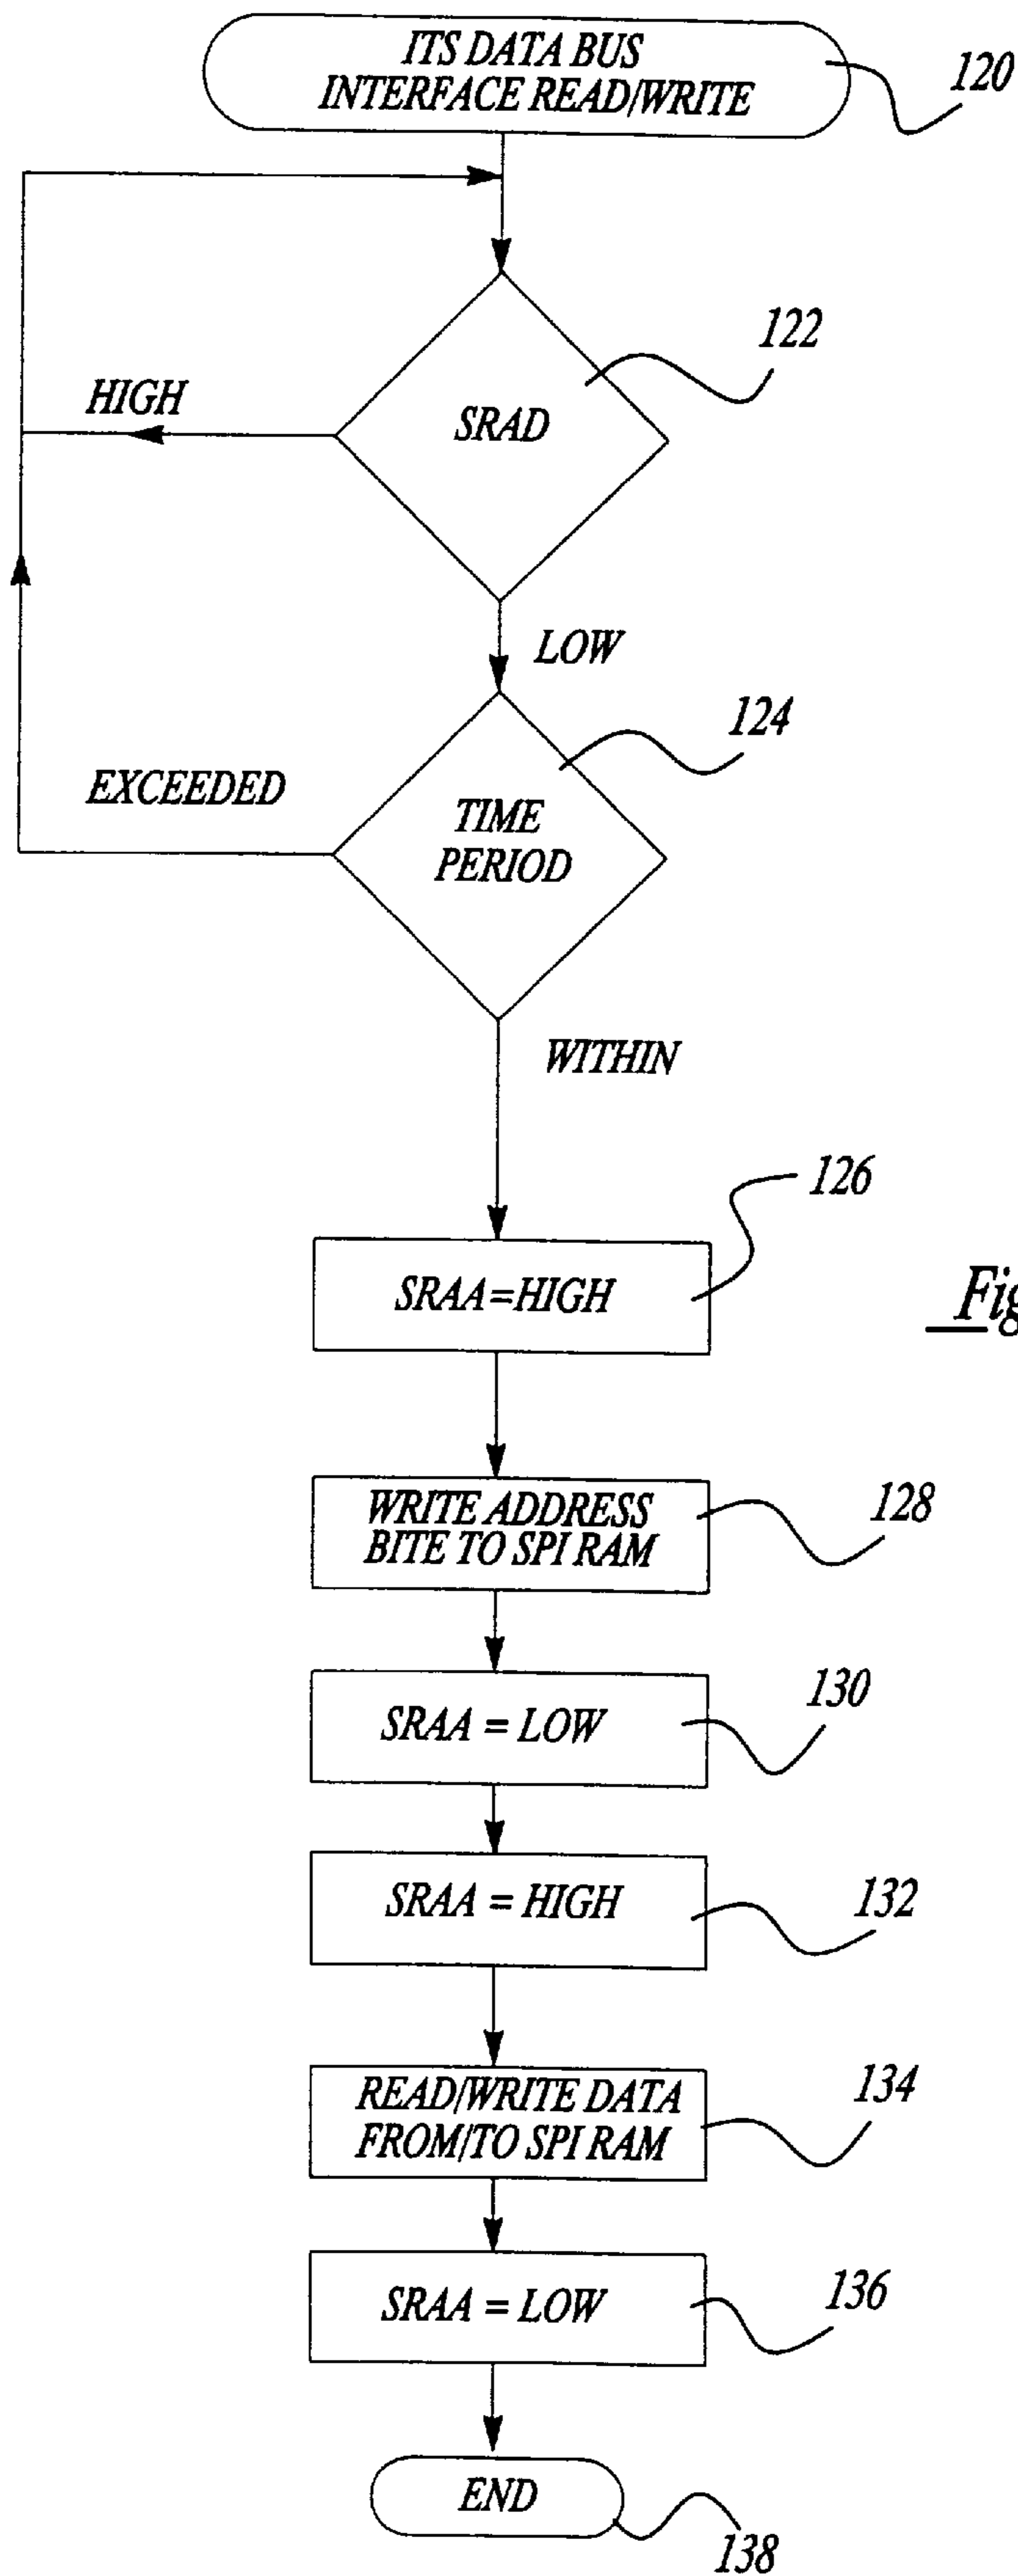 ITS DATA BUS
INTERFACE READ/WRITE
120
122
HIGH
SRAD
LOW
124
EXCEEDED
TIME
PERIOD
WITHIN
126
SRAA=HIGH
Fig
WRITE ADDRESS
BITE TO SPI RAM
128
SRAA = LOW
130
SRAA = HIGH
132
READ/WRITE DATA
FROM/TO SPI RAM
134
SRAA = LOW
136
END
138